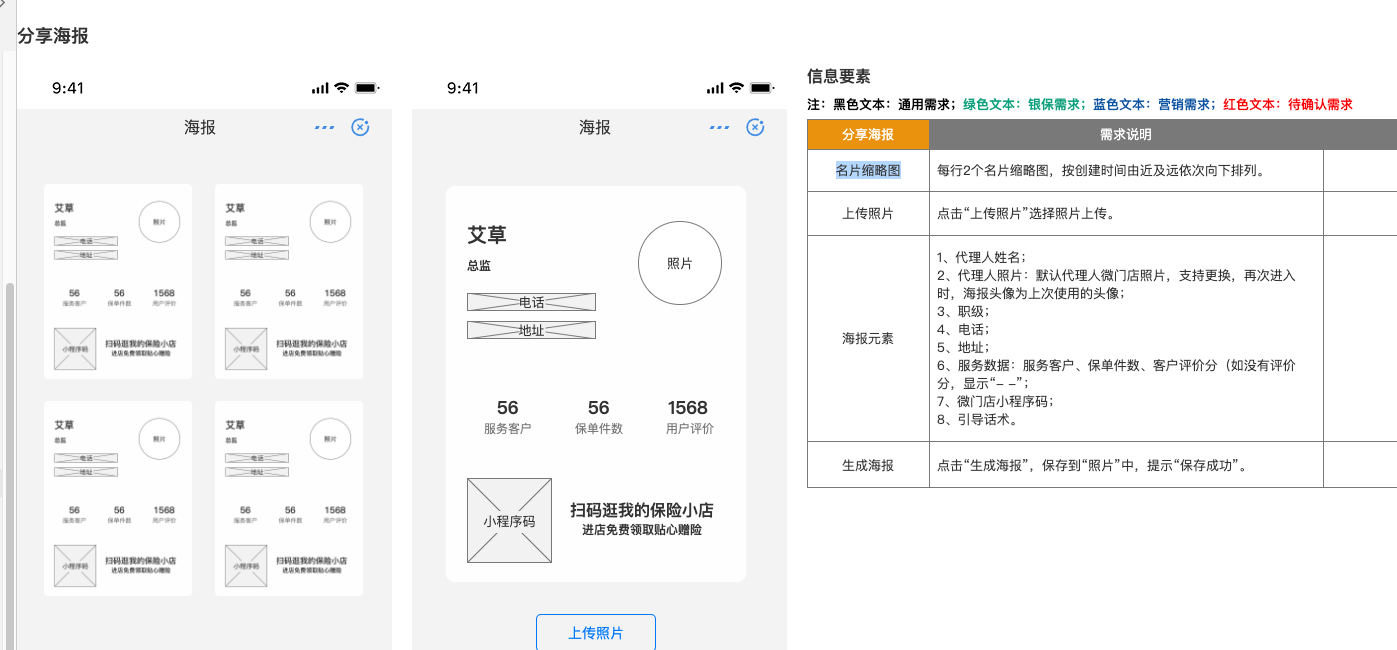 分享海报
9:41
海报
艾草
总监
照片
电话
地址
56 56 1568
服务客户 保单件数 用户评价
小程序码
扫码逛我的保险小店
进店免费领取贴心赠险
艾草
总监
照片
电话
地址
56 56 1568
服务客户 保单件数 用户评价
小程序码
扫码逛我的保险小店
进店免费领取贴心赠险
艾草
总监
照片
电话
地址
56 56 1568
服务客户 保单件数 用户评价
小程序码
扫码逛我的保险小店
进店免费领取贴心赠险
艾草
总监
照片
电话
地址
56 56 1568
服务客户 保单件数 用户评价
小程序码
扫码逛我的保险小店
进店免费领取贴心赠险
9:41
海报
艾草
总监
照片
电话
地址
56 56 1568
服务客户 保单件数 用户评价
小程序码
扫码逛我的保险小店
进店免费领取贴心赠险
上传照片
信息要素
注：黑色文本：通用需求；绿色文本：银保需求；蓝色文本：营销需求；红色文本：待确认需求
分享海报 需求说明
名片缩略图 每行2个名片缩略图，按创建时间由近及远依次向下排列。
上传照片 点击“上传照片”选择照片上传。
海报元素
1、代理人姓名；
2、代理人照片：默认代理人微门店照片，支持更换，再次进入
时，海报头像为上次使用的头像；
3、职级；
4、电话；
5、地址；
6、服务数据：服务客户、保单件数、客户评价分（如没有评价
分，显示“- -”；
7、微门店小程序码；
8、引导话术。
生成海报 点击“生成海报”，保存到“照片”中，提示“保存成功”。